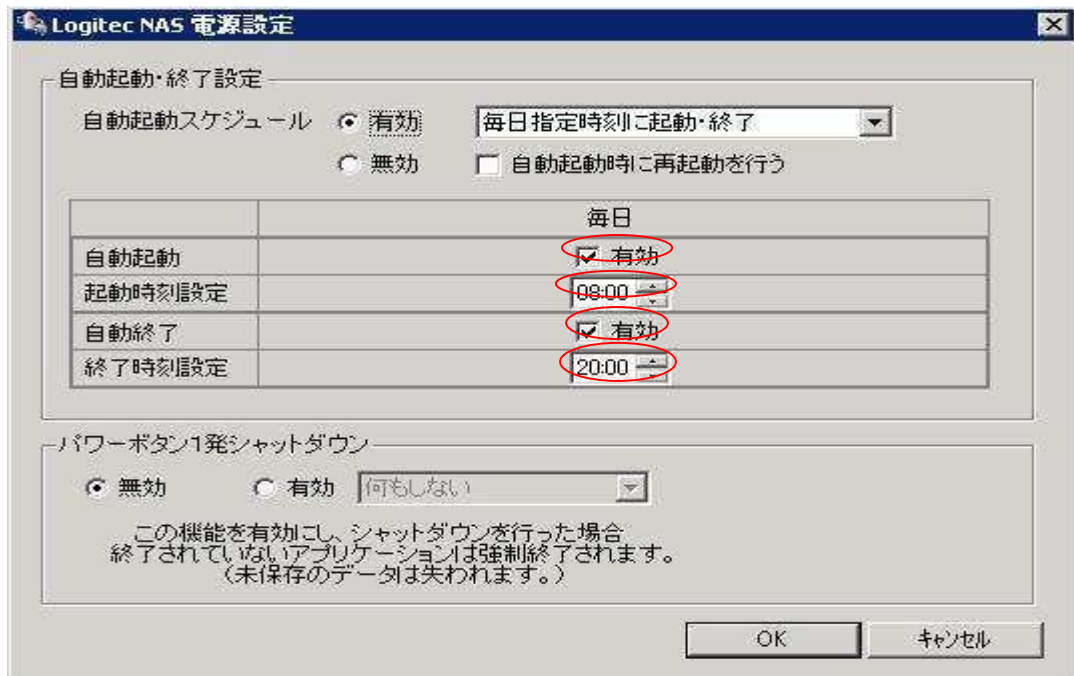 Logitec NAS 電源設定
自動起動・終了設定
自動起動スケジュール 有効 毎日指定時刻に起動・終了
無効 自動起動時に再起動を行う
毎日
自動起動 有効
起動時刻設定 08:00
自動終了 有効
終了時刻設定 20:00
パワーボタン1発シャットダウン
無効 有効 何もしない
この機能を有効にし、シャットダウンを行った場合
終了されていないアプリケーションは強制終了されます。
(未保存のデータは失われます。)
OK キャンセル